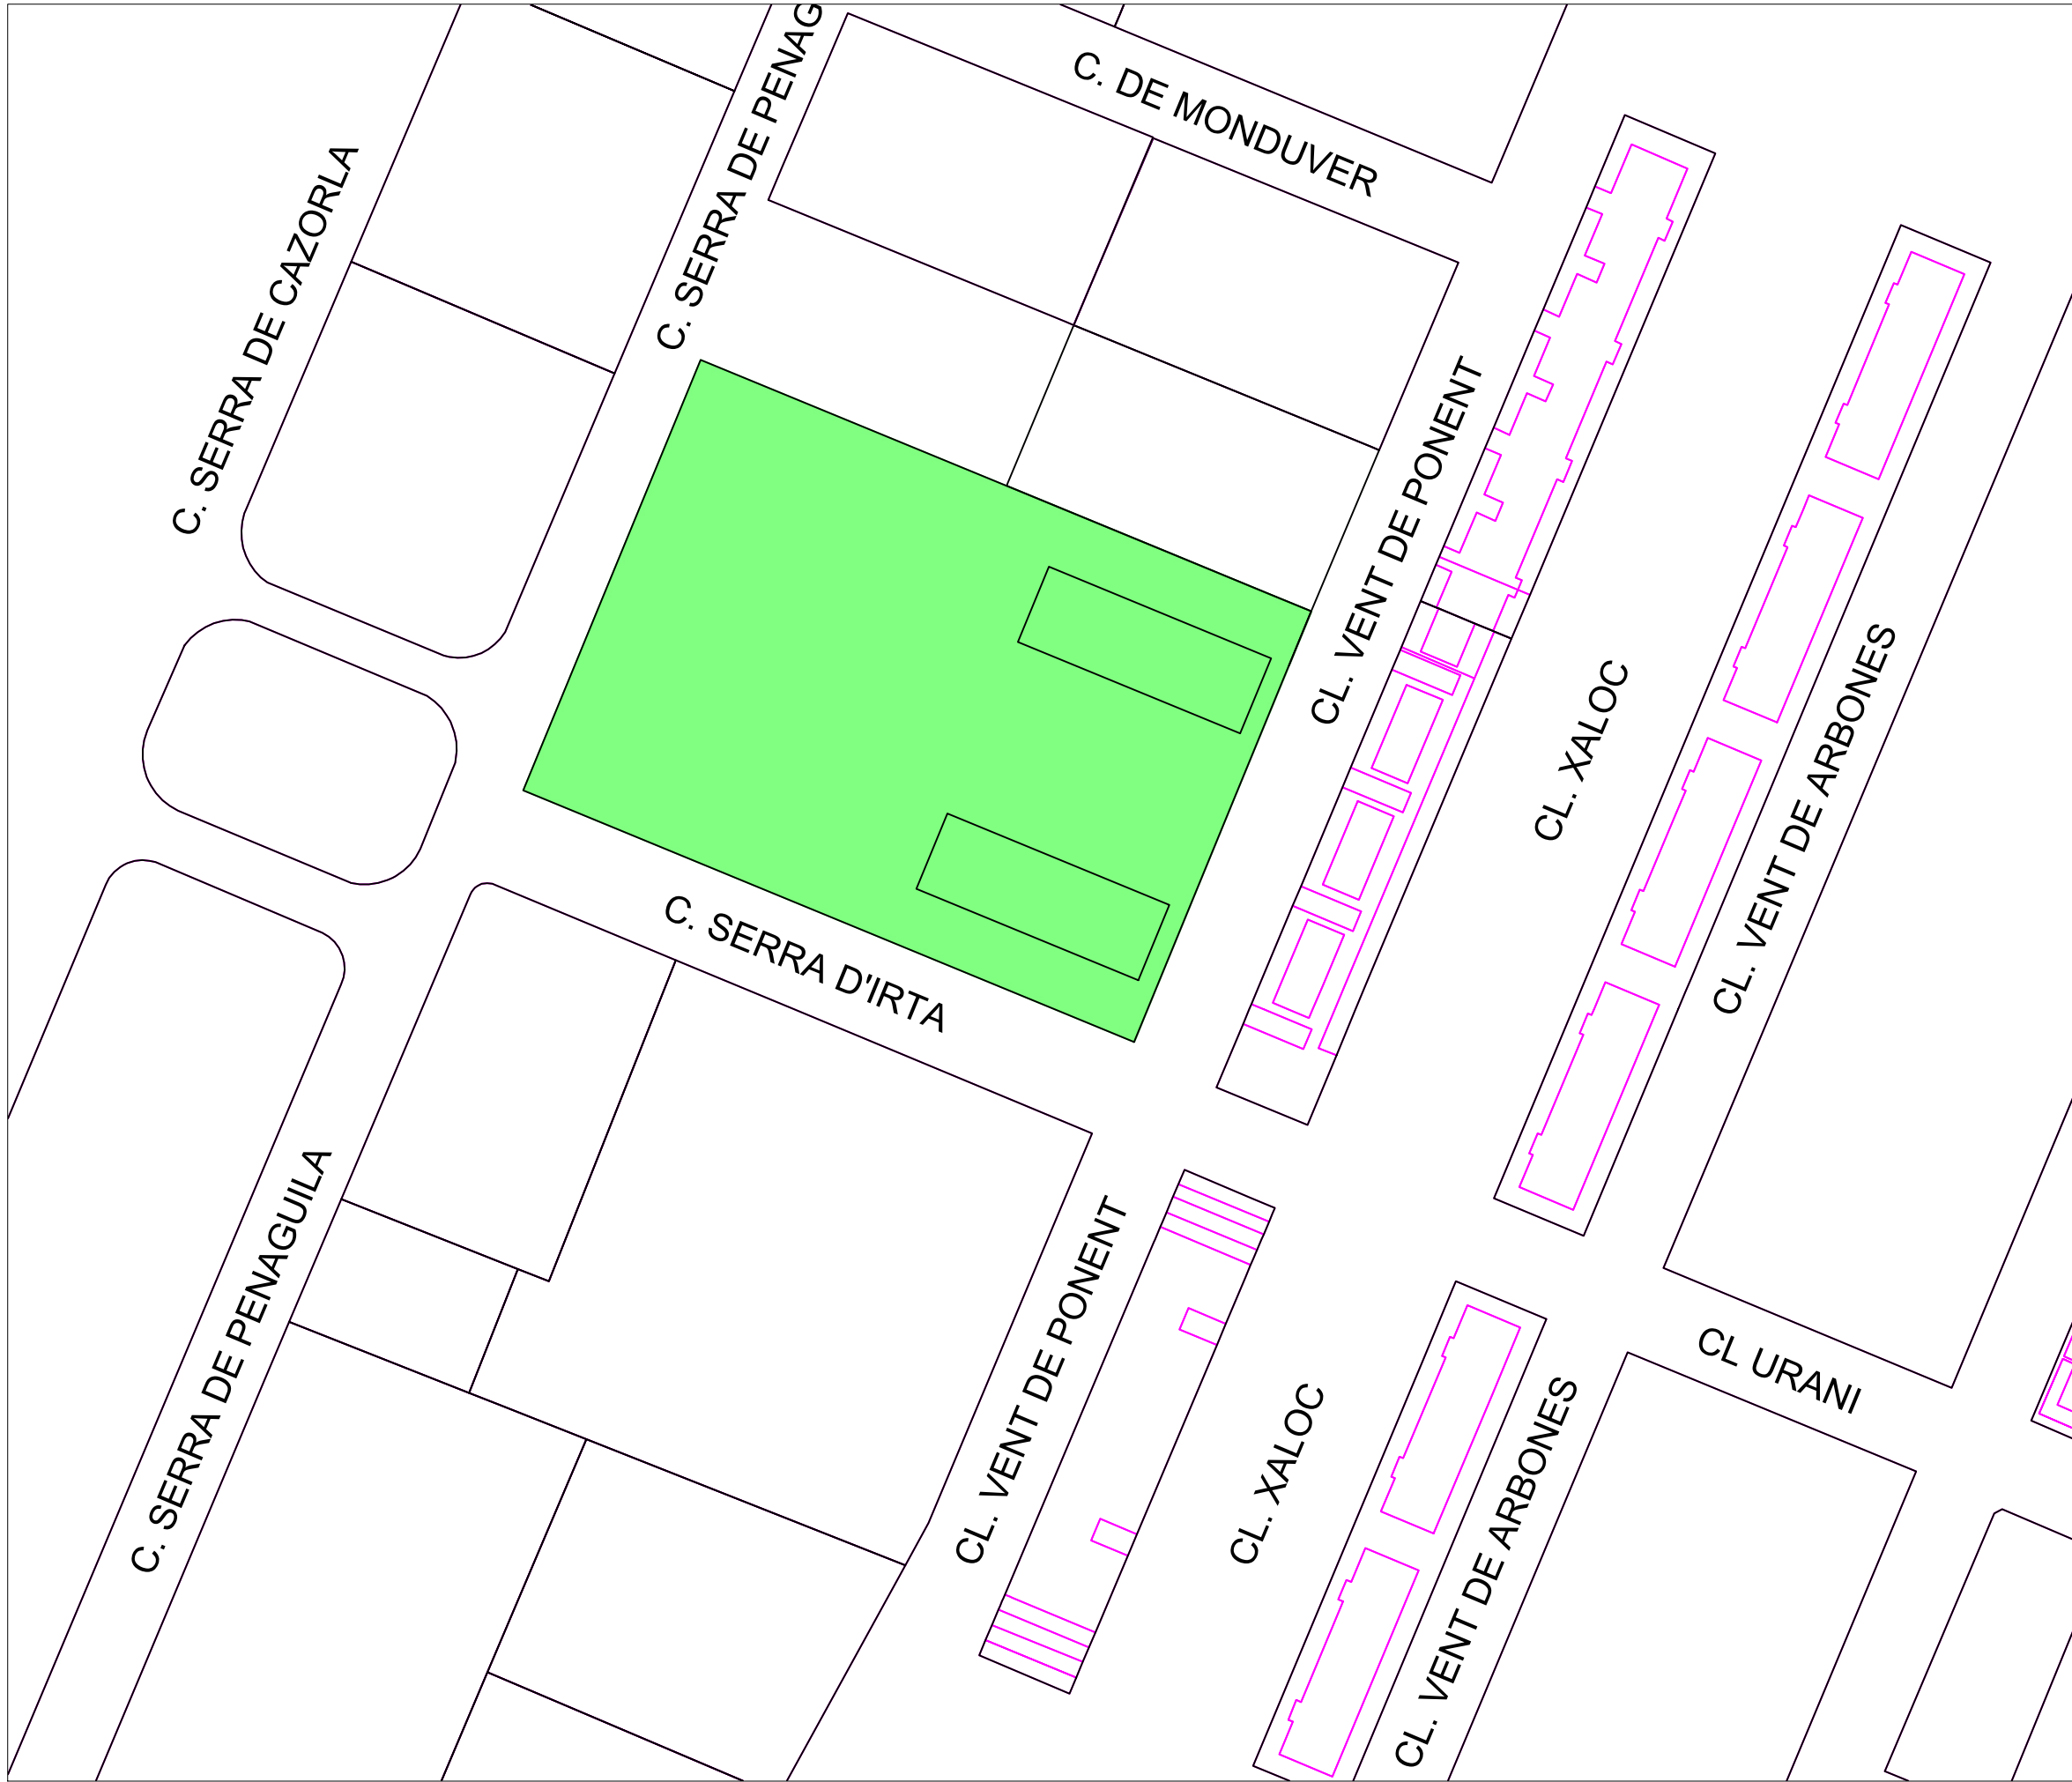 C. SERRA DE PENAG
C. DE MONDUVER
C. SERRA DE CAZORLA
CL. VENT DE PONENT
CL. XALOC
CL. VENT DE ARBONES
C. SERRA D'IRTA
C. SERRA DE PENAGUILA
CL. VENT DE PONENT
CL URANI
CL. XALOC
CL. VENT DE ARBONES